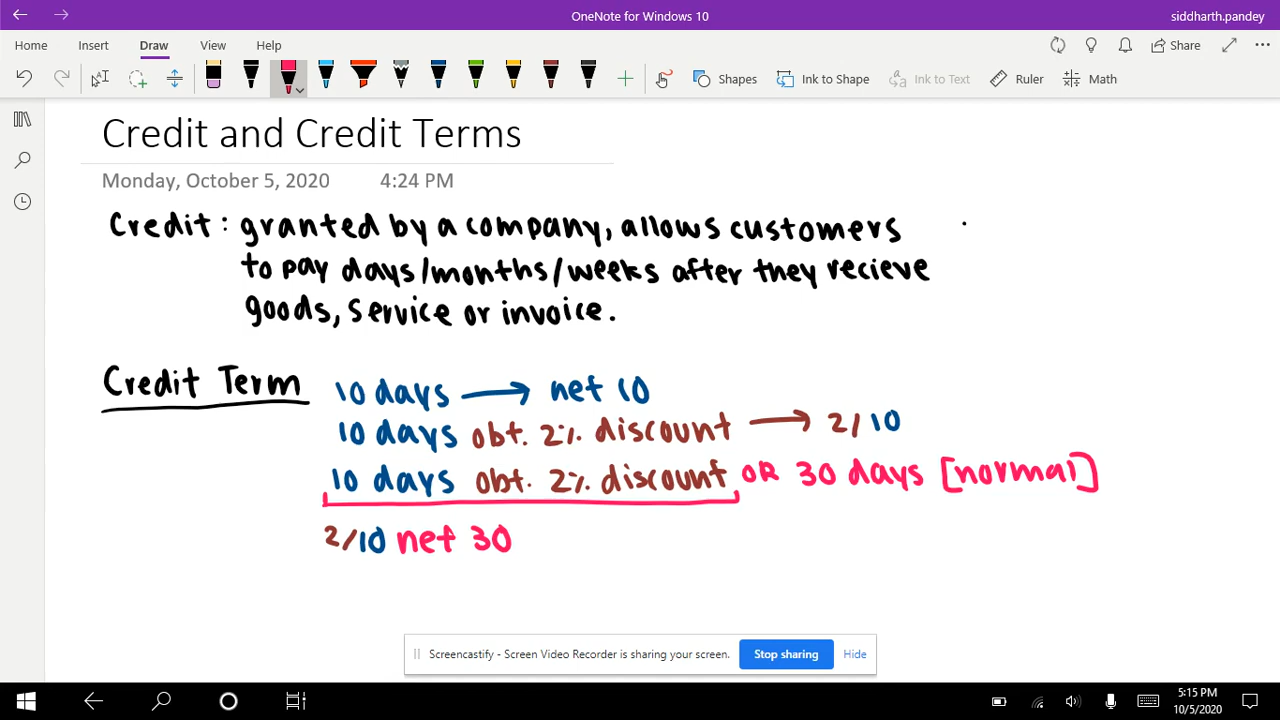 OneNote for Windows 10
siddharth.pandey
Home Insert Draw View Help
Share
Shapes Ink to Shape Ink to Text Ruler Math
Credit and Credit Terms
Monday, October 5, 2020 4:24 PM
Credit : granted by a company, allows customers
to pay days/months/weeks after they recieve
goods, service or invoice.
Credit Term
10 days → net 10
10 days obt. 2% discount → 2/10
10 days obt. 2% discount OR 30 days [normal]
2/10 net 30
Screencastify - Screen Video Recorder is sharing your screen. Stop sharing Hide
5:15 PM
10/5/2020